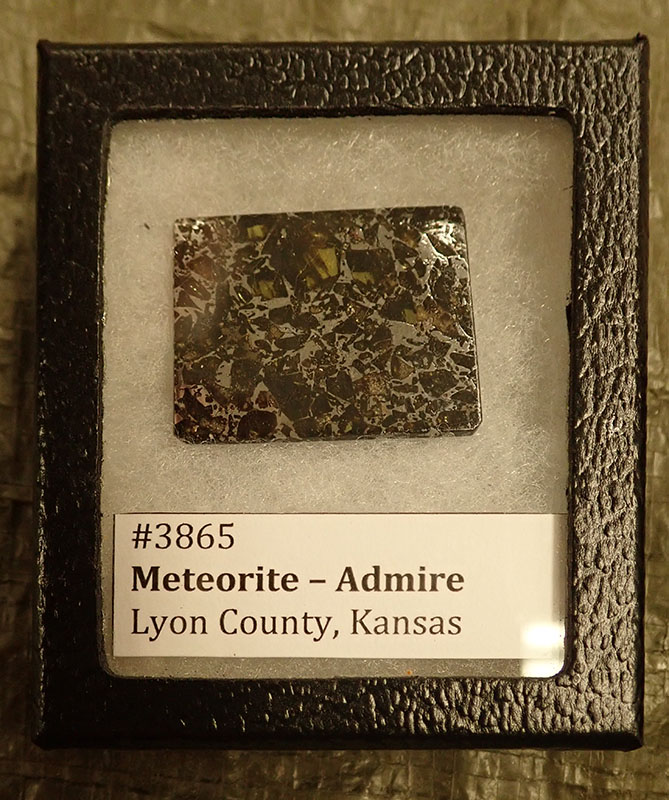 #3865
Meteorite – Admire
Lyon County, Kansas